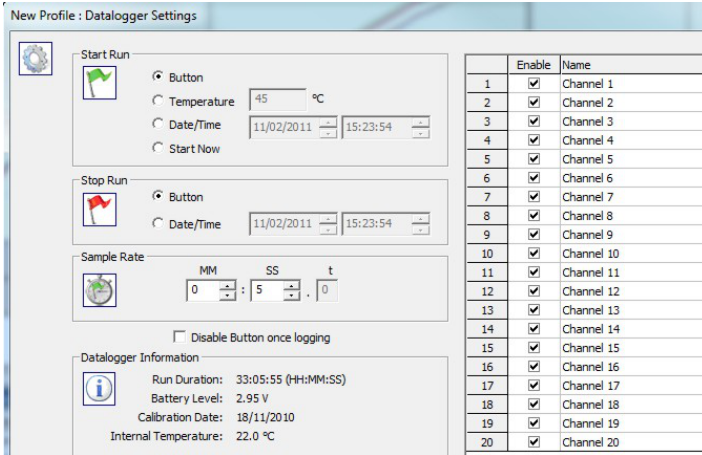 New Profile : Datalogger Settings
Start Run
Button
Temperature 45 ºC
Date/Time 11/02/2011 15:23:54
Start Now
Stop Run
Button
Date/Time 11/02/2011 15:23:54
Sample Rate
MM SS t
0 : 5 . 0
Disable Button once logging
Datalogger Information
Run Duration: 33:05:55 (HH:MM:SS)
Battery Level: 2.95 V
Calibration Date: 18/11/2010
Internal Temperature: 22.0 ºC
Enable Name
1 Channel 1
2 Channel 2
3 Channel 3
4 Channel 4
5 Channel 5
6 Channel 6
7 Channel 7
8 Channel 8
9 Channel 9
10 Channel 10
11 Channel 11
12 Channel 12
13 Channel 13
14 Channel 14
15 Channel 15
16 Channel 16
17 Channel 17
18 Channel 18
19 Channel 19
20 Channel 20